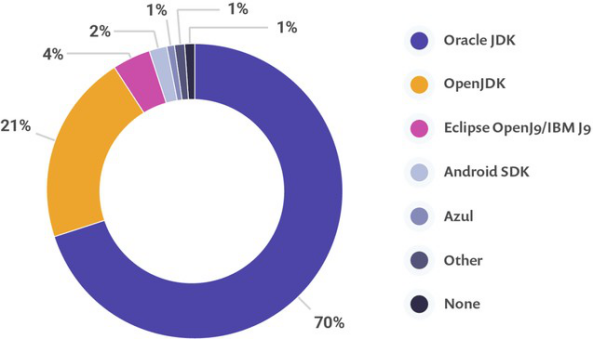 1%
1%
2%
1%
4%
21%
70%
Oracle JDK
OpenJDK
Eclipse OpenJ9/IBM J9
Android SDK
Azul
Other
None